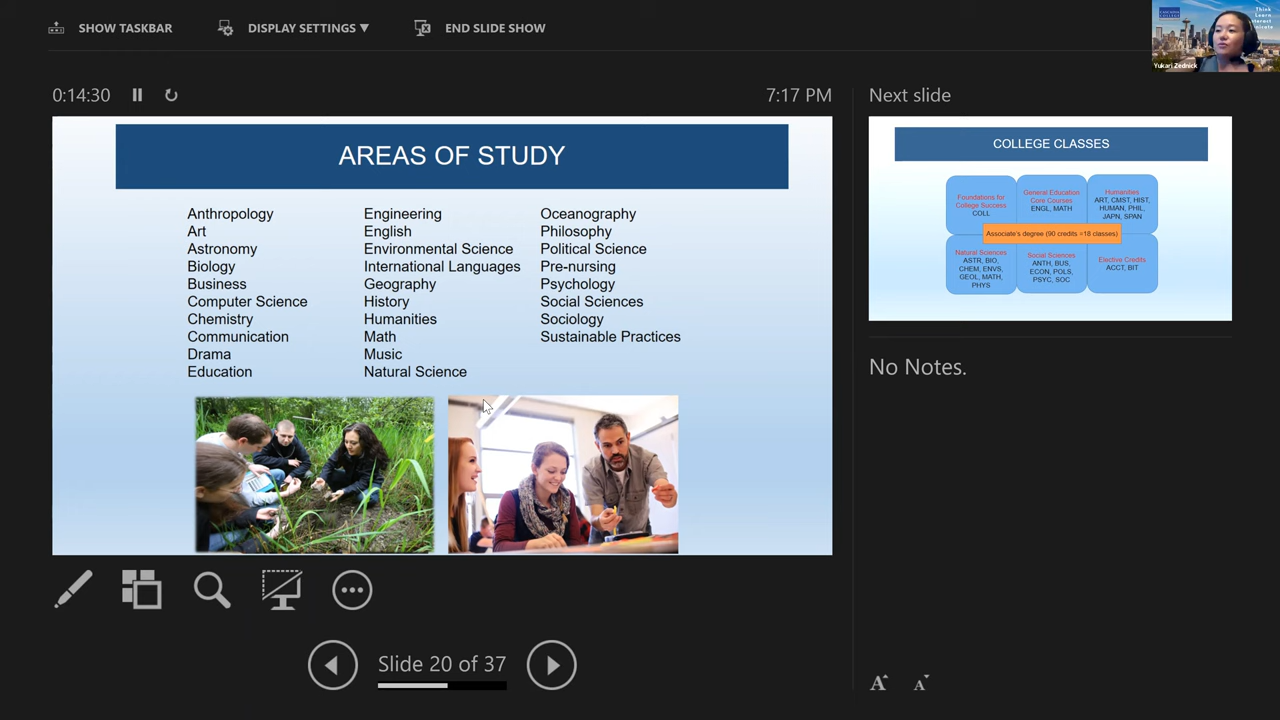 SHOW TASKBAR
DISPLAY SETTINGS ▼
END SLIDE SHOW
0:14:30
7:17 PM
AREAS OF STUDY
Anthropology
Art
Astronomy
Biology
Business
Computer Science
Chemistry
Communication
Drama
Education
Engineering
English
Environmental Science
International Languages
Geography
History
Humanities
Math
Music
Natural Science
Oceanography
Philosophy
Political Science
Pre-nursing
Psychology
Social Sciences
Sociology
Sustainable Practices
Slide 20 of 37
Think
Learn
Yukari Zednick
Next slide
COLLEGE CLASSES
Foundations for
College Success
COLL
General Education
Core Courses
ENGL, MATH
Humanities
ART, CMST, HIST,
HUMAN, PHIL,
JAPN, SPAN
Associate's degree (90 credits =18 classes)
Natural Sciences
ASTR, BIO,
CHEM, ENVS,
GEOL, MATH,
PHYS
Social Sciences
ANTH, BUS,
ECON, POLS,
PSYC, SOC
Elective Credits
ACCT, BIT
No Notes.
A A